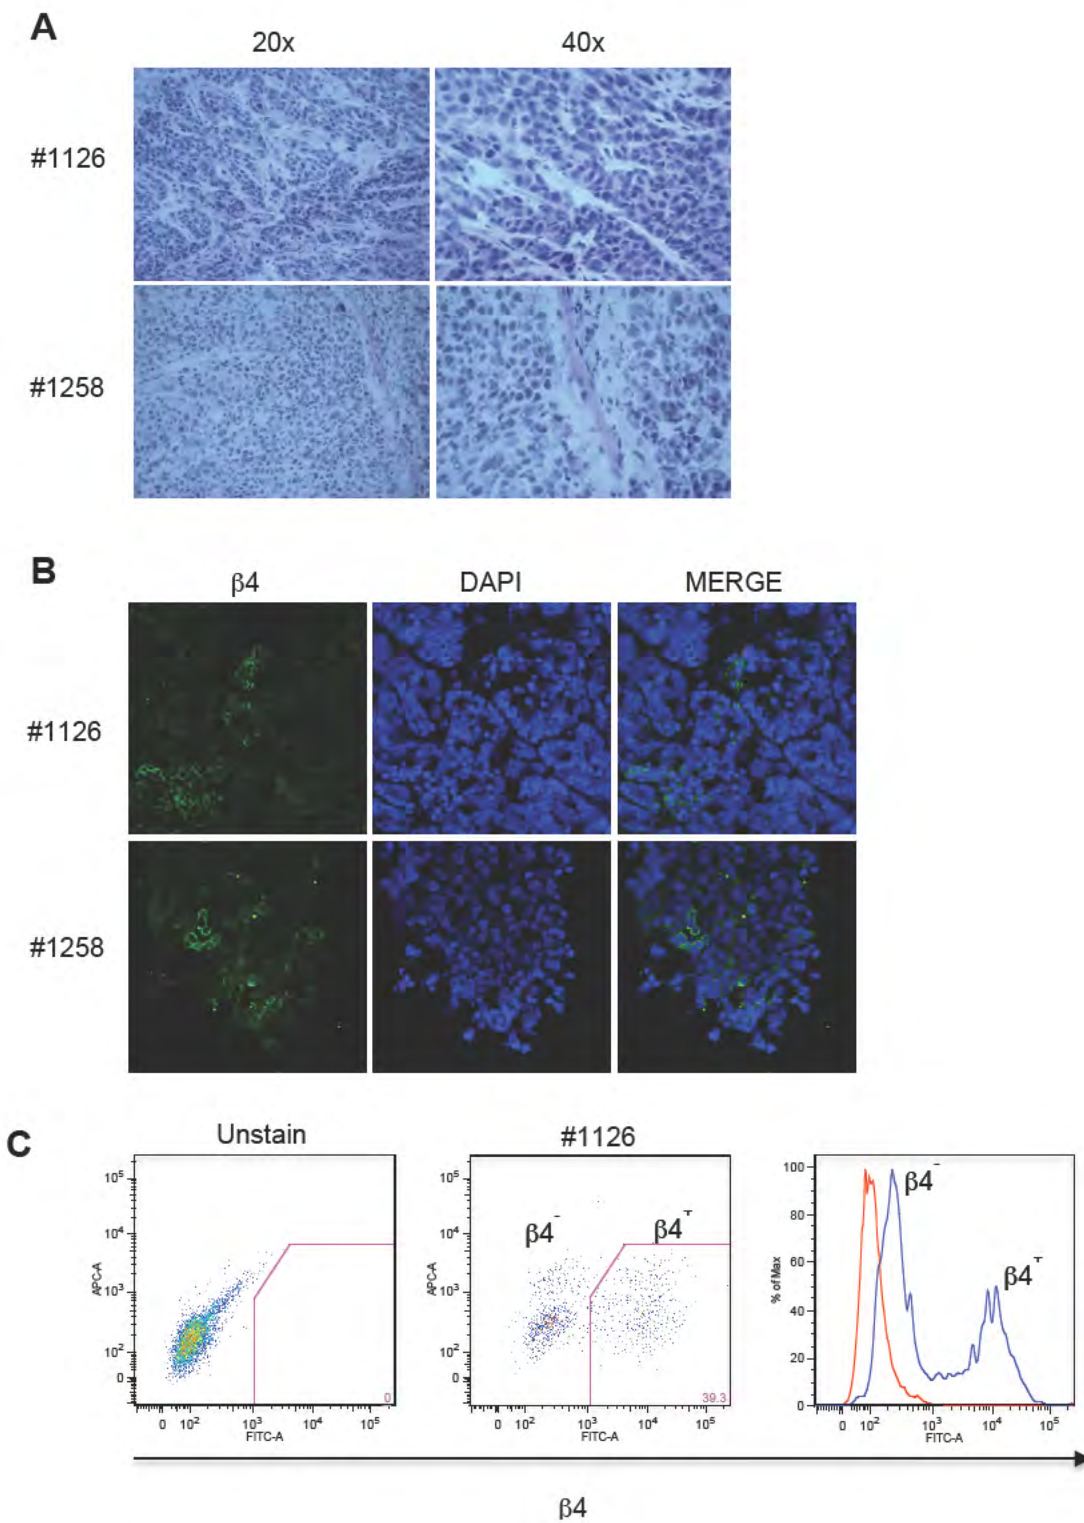 A
20x 40x
#1126
#1258
B
β4 DAPI MERGE
#1126
#1258
C
Unstain #1126
10⁵ 10⁴ 10³ 10² 0
APC-A
0
0 10² 10³ 10⁴ 10⁵
FITC-A
β4⁻ β4⁺
10⁵ 10⁴ 10³ 10² 0
APC-A
39.3
0 10² 10³ 10⁴ 10⁵
FITC-A
β4⁻
β4⁺
100 80 60 40 20 0
% of Max
0 10² 10³ 10⁴ 10⁵
FITC-A
β4